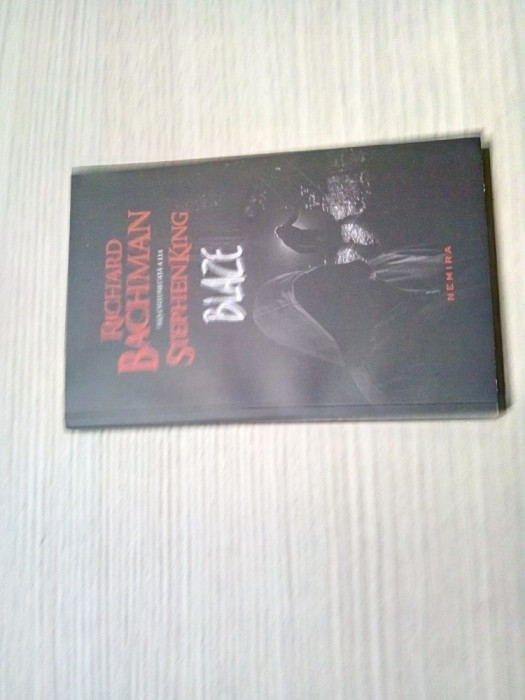 RICHARD
BACHMAN
STEPHEN KING
BLAZE
NEMIRA